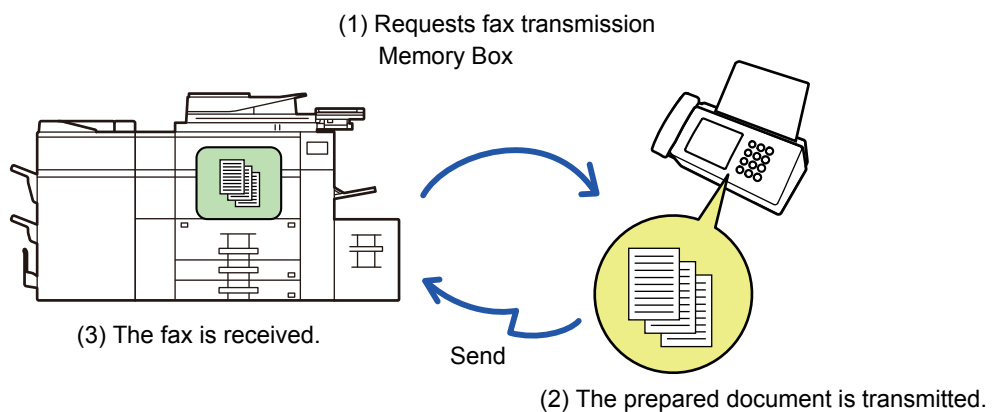 (1) Requests fax transmission
Memory Box
(3) The fax is received.
Send
(2) The prepared document is transmitted.